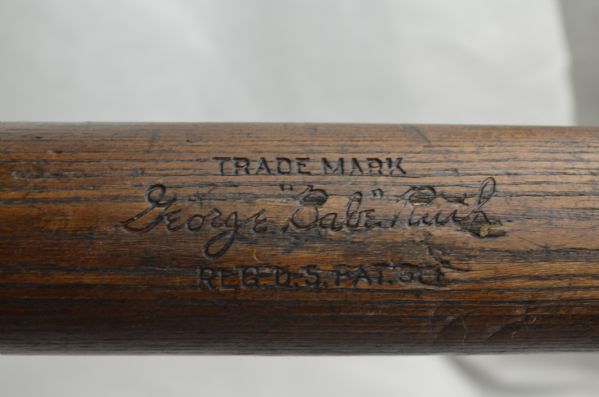 TRADE MARK
George "Babe" Ruth
REG. U.S. PAT. OFF